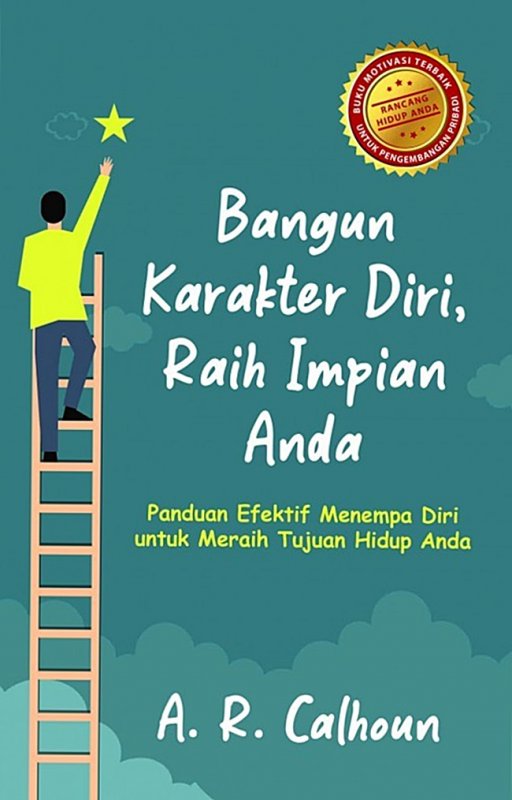 BUKU MOTIVASI TERBAIK
RANCANG
HIDUP ANDA
UNTUK PENGEMBANGAN PRIBADI
Bangun
Karakter Diri,
Raih Impian
Anda
Panduan Efektif Menempa Diri
untuk Meraih Tujuan Hidup Anda
A. R. Calhoun